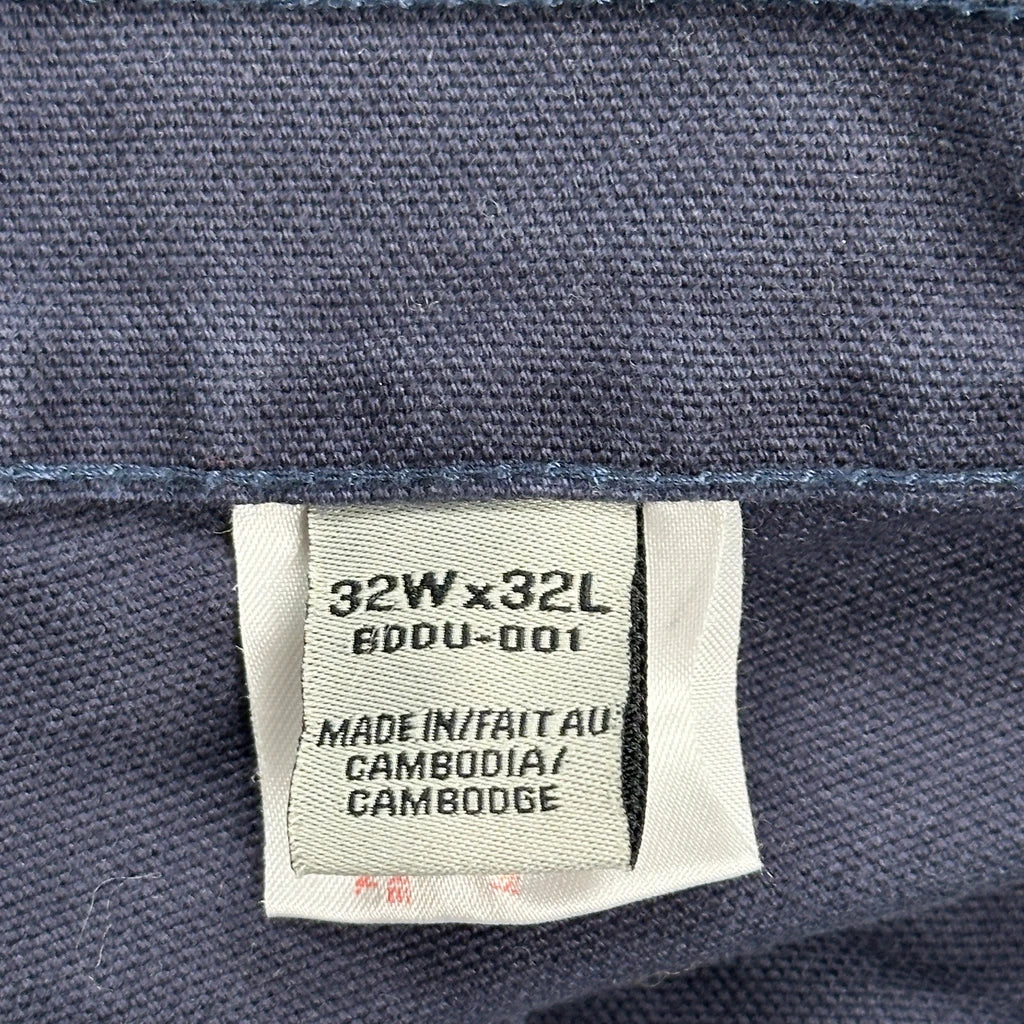 32W x 32L
BDDU-001
MADE IN/FAIT AU
CAMBODIA/
CAMBODGE